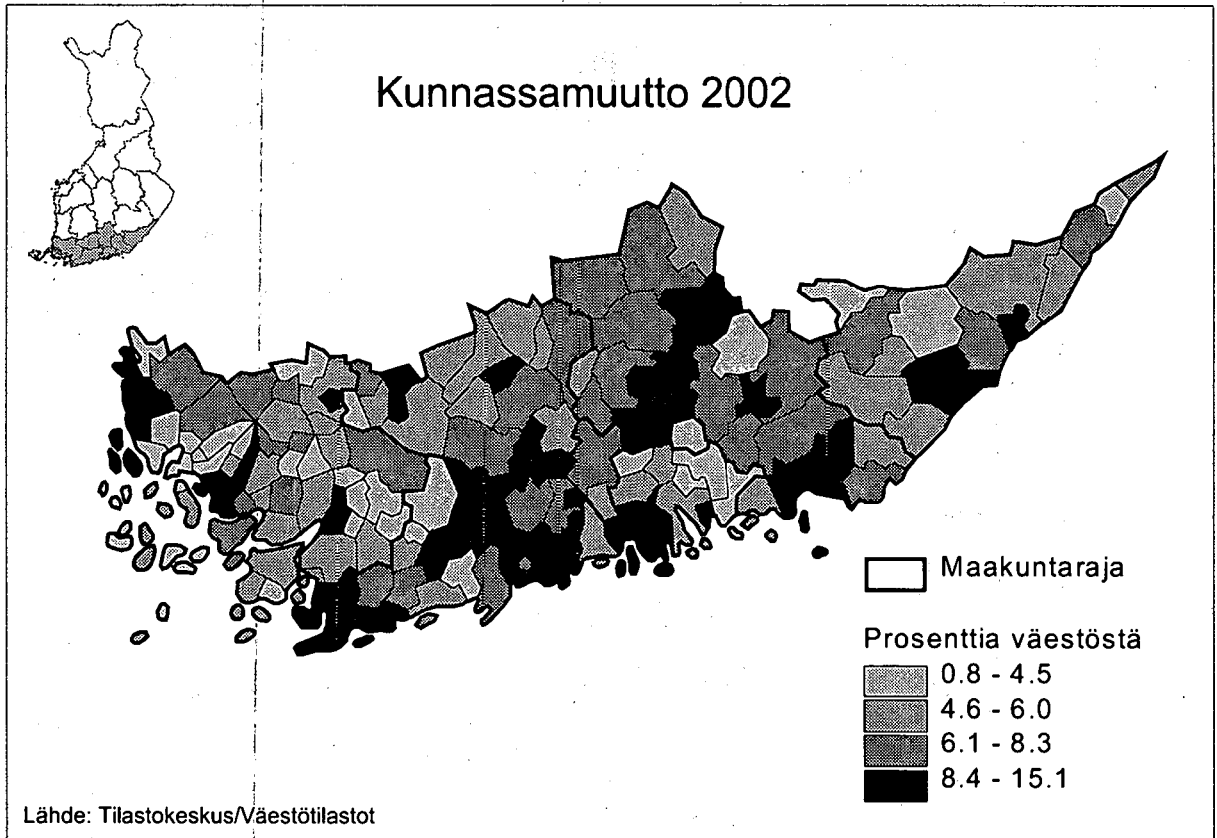 Kunnassamuutto 2002
Maakuntaraja
Prosenttia väestöstä
0.8 - 4.5
4.6 - 6.0
6.1 - 8.3
8.4 - 15.1
Lähde: Tilastokeskus/Väestötilastot